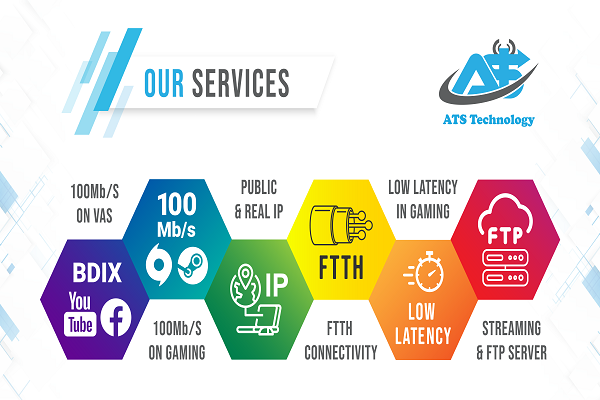 OUR SERVICES
ATS
ATS Technology
100Mb/S
ON VAS
100
Mb/s
PUBLIC
& REAL IP
FTTH
LOW LATENCY
IN GAMING
FTP
BDIX
You
Tube
f
100Mb/S
ON GAMING
IP
FTTH
CONNECTIVITY
LOW
LATENCY
STREAMING
& FTP SERVER